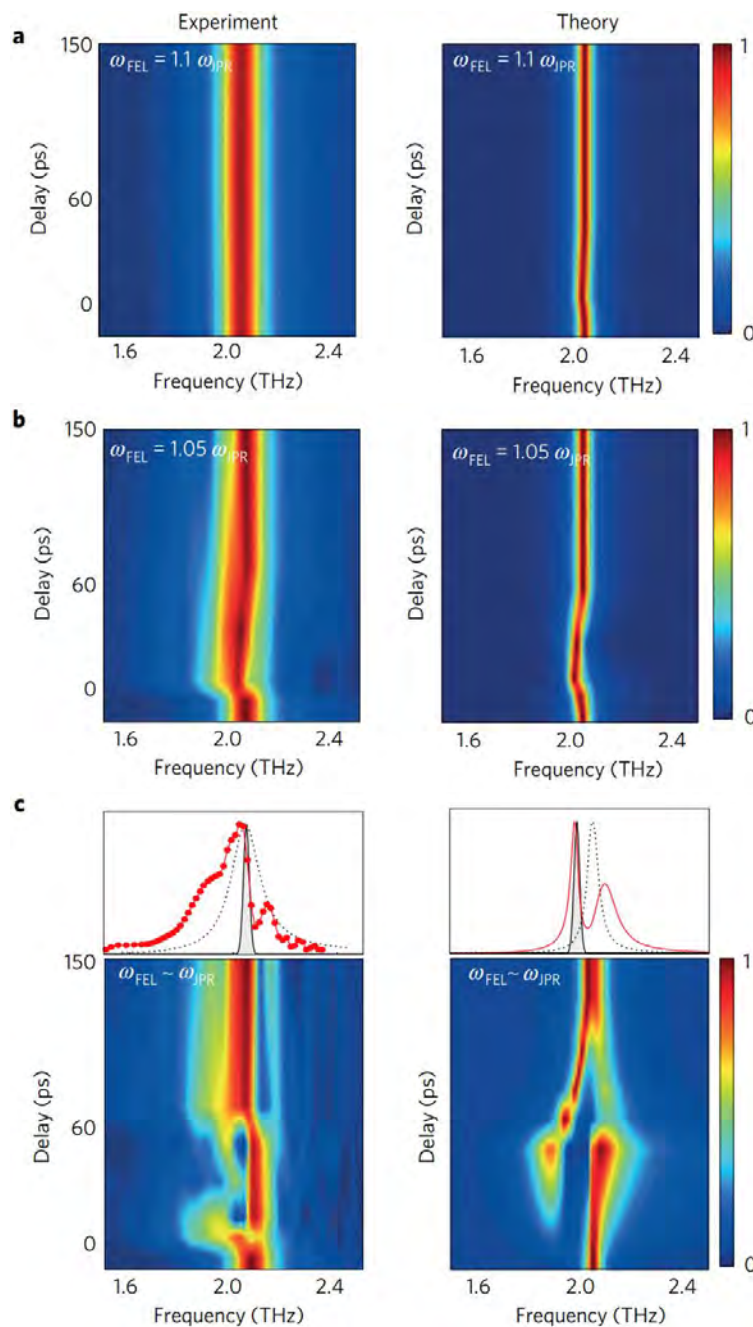 Experiment
Theory
a
150
60
0
Delay (ps)
ω_FEL = 1.1 ω_JPR
1.6 2.0 2.4
Frequency (THz)
Delay (ps)
ω_FEL = 1.1 ω_JPR
1.6 2.0 2.4
Frequency (THz)
1
0
b
150
60
0
Delay (ps)
ω_FEL = 1.05 ω_JPR
1.6 2.0 2.4
Frequency (THz)
Delay (ps)
ω_FEL = 1.05 ω_JPR
1.6 2.0 2.4
Frequency (THz)
1
0
c
150
60
0
Delay (ps)
ω_FEL ~ ω_JPR
1.6 2.0 2.4
Frequency (THz)
Delay (ps)
ω_FEL ~ ω_JPR
1.6 2.0 2.4
Frequency (THz)
1
0